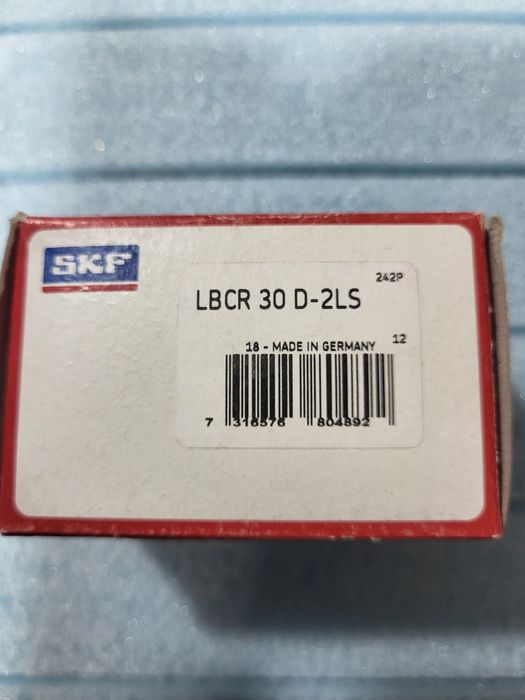 SKF
242P
LBCR 30 D-2LS
18 - MADE IN GERMANY 12
7 316576 804892